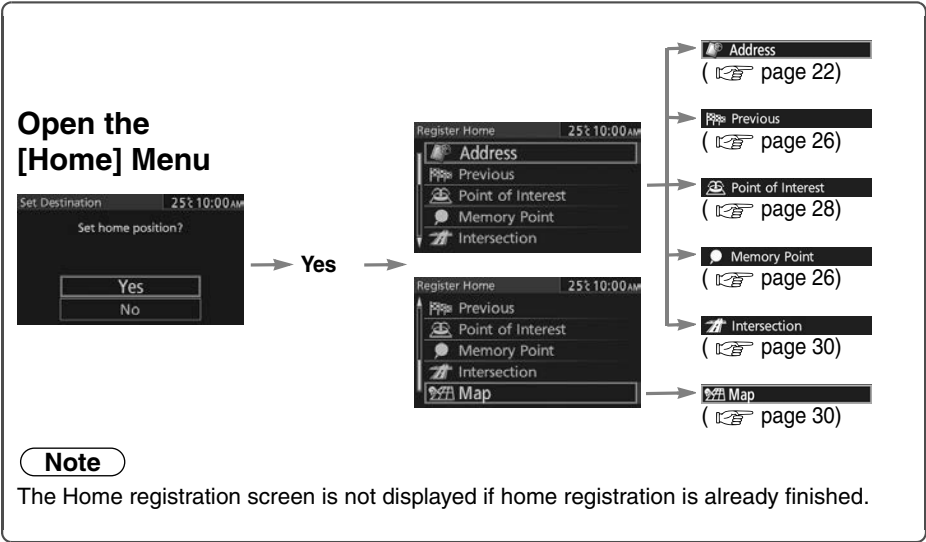 Open the
[Home] Menu
Set Destination 25℃ 10:00AM
Set home position?
Yes
No
Yes
Register Home 25℃ 10:00AM
Address
Previous
Point of Interest
Memory Point
Intersection
Register Home 25℃ 10:00AM
Previous
Point of Interest
Memory Point
Intersection
Map
Address
( ☞ page 22)
Previous
( ☞ page 26)
Point of Interest
( ☞ page 28)
Memory Point
( ☞ page 26)
Intersection
( ☞ page 30)
Map
( ☞ page 30)
Note
The Home registration screen is not displayed if home registration is already finished.